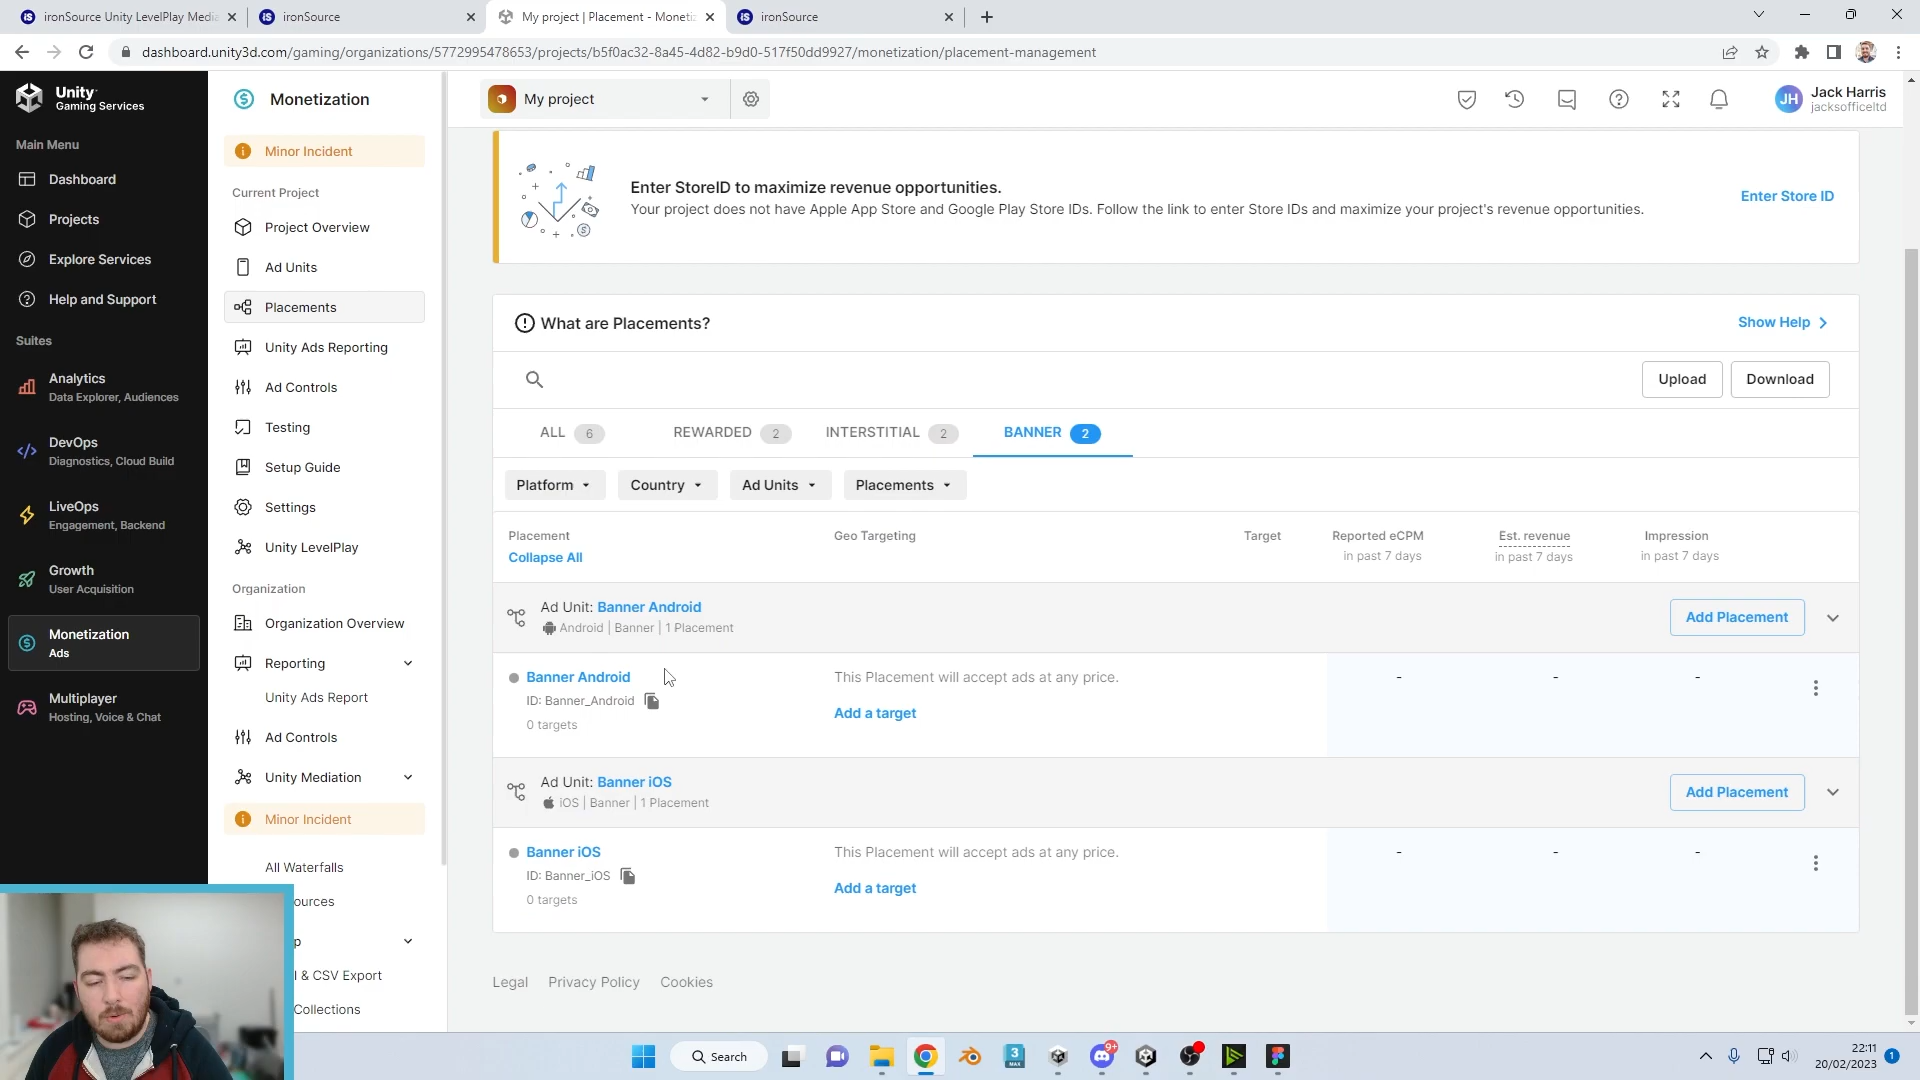 ironSource Unity LevelPlay Media
ironSource
My project | Placement - Moneti
ironSource
dashboard.unity3d.com/gaming/organizations/5772995478653/projects/b5f0ac32-8a45-4d82-b9d0-517f50dd9927/monetization/placement-management
Unity
Gaming Services
Main Menu
Dashboard
Projects
Explore Services
Help and Support
Suites
Analytics
Data Explorer, Audiences
DevOps
Diagnostics, Cloud Build
LiveOps
Engagement, Backend
Growth
User Acquisition
Monetization
Ads
Multiplayer
Hosting, Voice & Chat
Monetization
Minor Incident
Current Project
Project Overview
Ad Units
Placements
Unity Ads Reporting
Ad Controls
Testing
Setup Guide
Settings
Unity LevelPlay
Organization
Organization Overview
Reporting
Unity Ads Report
Ad Controls
Unity Mediation
Minor Incident
All Waterfalls
ources
p
I & CSV Export
Collections
My project
JH
Jack Harris
jacksofficeltd
Enter StoreID to maximize revenue opportunities.
Your project does not have Apple App Store and Google Play Store IDs. Follow the link to enter Store IDs and maximize your project's revenue opportunities.
Enter Store ID
What are Placements?
Show Help
Upload
Download
ALL 6
REWARDED 2
INTERSTITIAL 2
BANNER 2
Platform
Country
Ad Units
Placements
Placement
Collapse All
Geo Targeting
Target
Reported eCPM
in past 7 days
Est. revenue
in past 7 days
Impression
in past 7 days
Ad Unit: Banner Android
Android | Banner | 1 Placement
Add Placement
Banner Android
ID: Banner_Android
0 targets
This Placement will accept ads at any price.
Add a target
- - -
Ad Unit: Banner iOS
iOS | Banner | 1 Placement
Add Placement
Banner iOS
ID: Banner_iOS
0 targets
This Placement will accept ads at any price.
Add a target
- - -
Legal Privacy Policy Cookies
Search
3
MAX
9+
22:11
20/02/2023
1